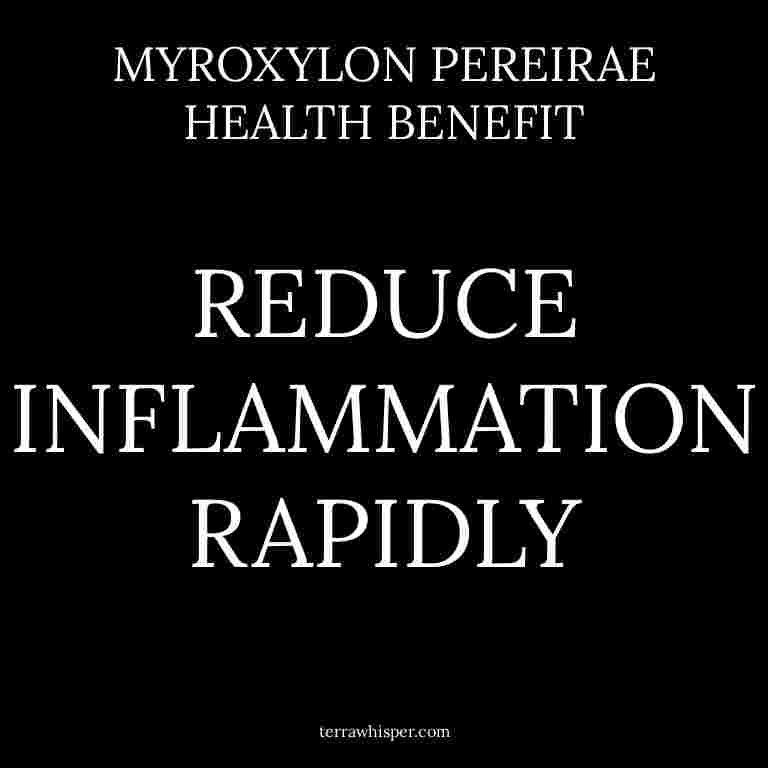 MYROXYLON PEREIRAE
HEALTH BENEFIT
REDUCE
INFLAMMATION
RAPIDLY
terrawhisper.com